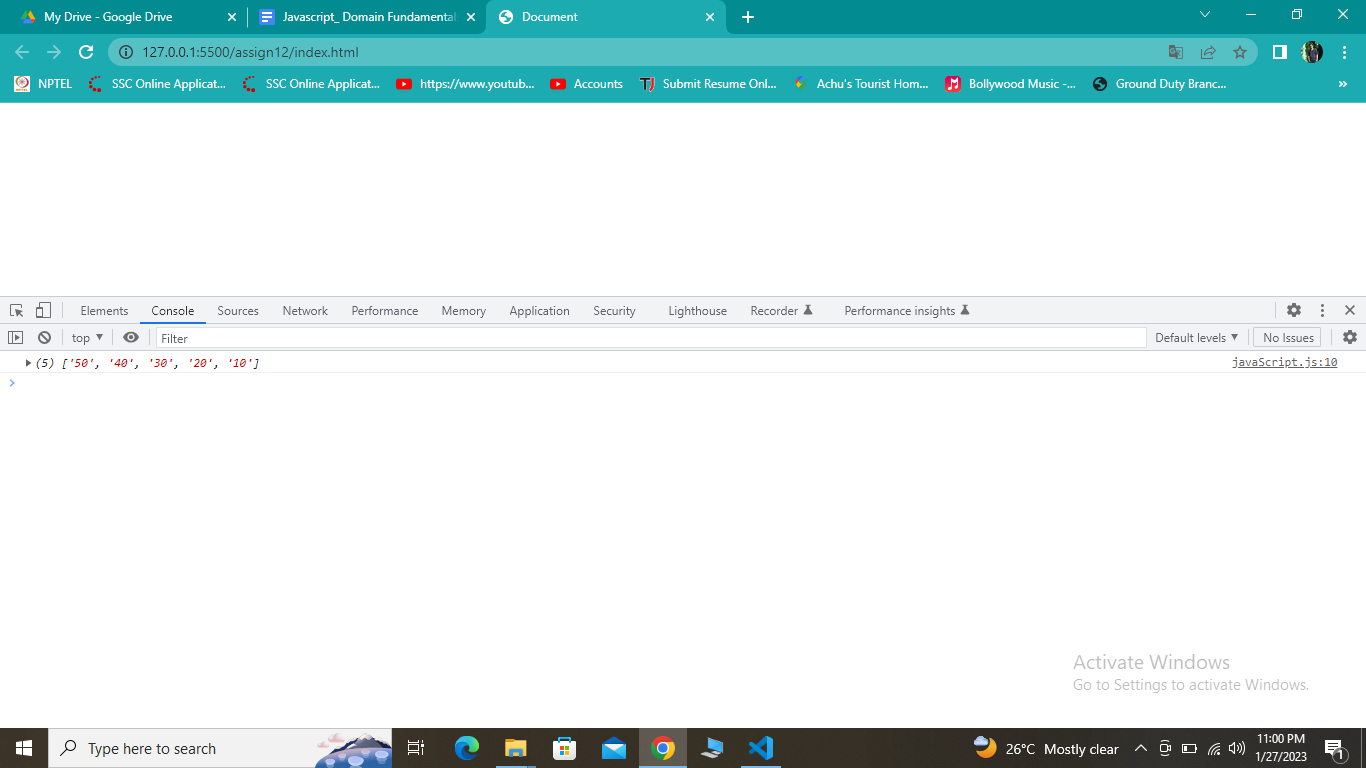 My Drive - Google Drive
Javascript_ Domain Fundamental
Document
127.0.0.1:5500/assign12/index.html
NPTEL
SSC Online Applicat...
SSC Online Applicat...
https://www.youtub...
Accounts
TJ
Submit Resume Onl...
Achu's Tourist Hom...
Bollywood Music -...
Ground Duty Branc...
»
Elements
Console
Sources
Network
Performance
Memory
Application
Security
Lighthouse
Recorder
Performance insights
top
Filter
Default levels
No Issues
(5) ['50', '40', '30', '20', '10']
javaScript.js:10
Activate Windows
Go to Settings to activate Windows.
Type here to search
26°C Mostly clear
11:00 PM
1/27/2023
1